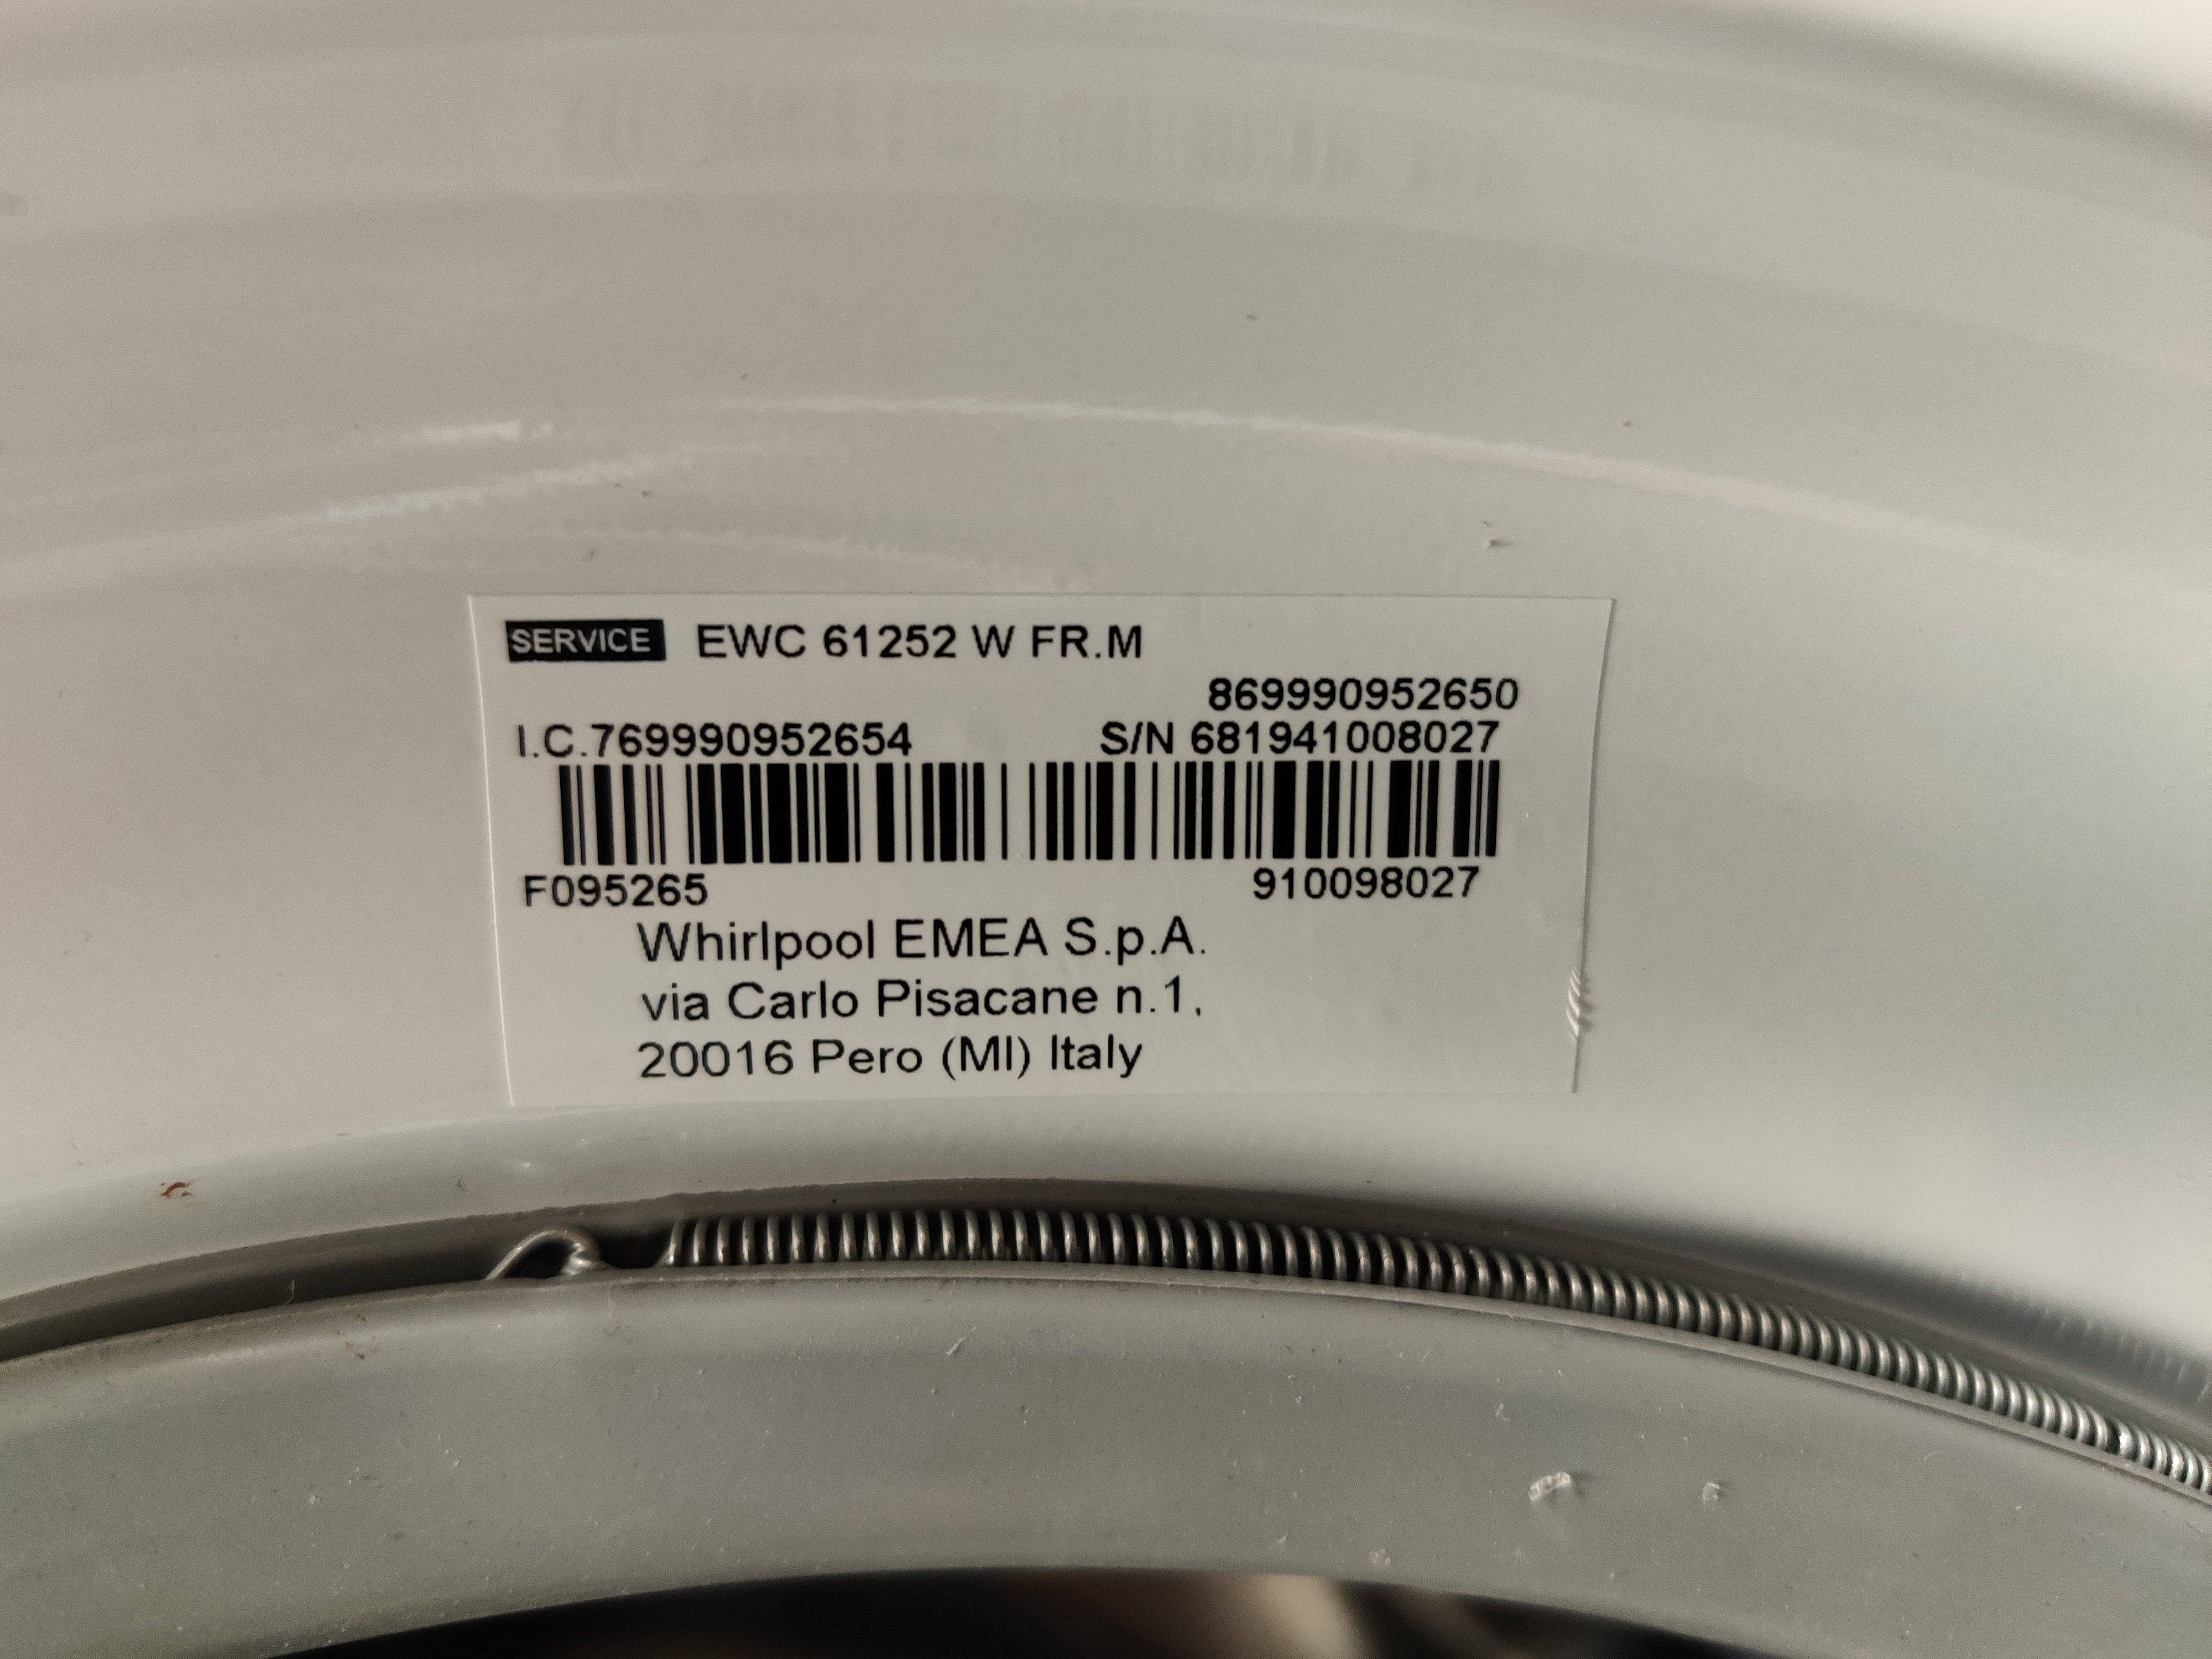 SERVICE EWC 61252 W FR.M
869990952650
I.C.769990952654 S/N 681941008027
F095265 910098027
Whirlpool EMEA S.p.A.
via Carlo Pisacane n.1,
20016 Pero (MI) Italy